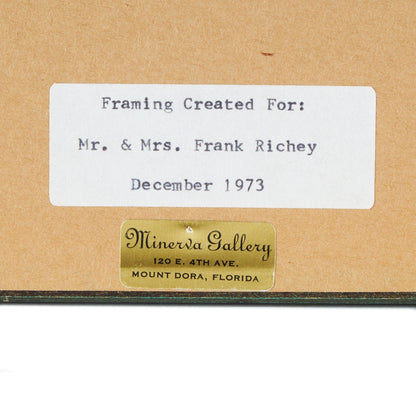 Framing Created For:
Mr. & Mrs. Frank Richey
December 1973
Minerva Gallery
120 E. 4TH AVE.
MOUNT DORA, FLORIDA